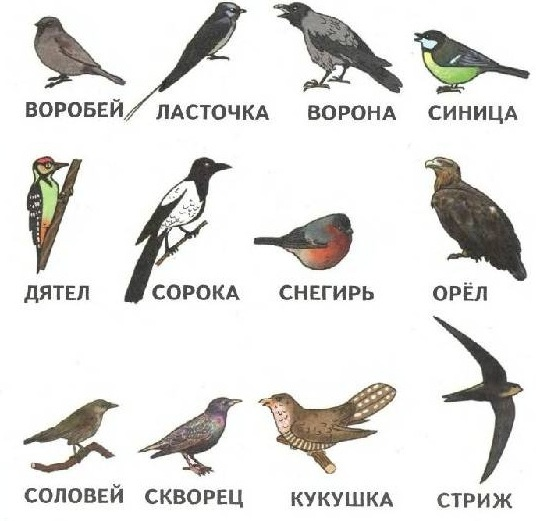 ВОРОБЕЙ ЛАСТОЧКА ВОРОНА СИНИЦА
ДЯТЕЛ СОРОКА СНЕГИРЬ ОРЁЛ
СОЛОВЕЙ СКВОРЕЦ КУКУШКА СТРИЖ